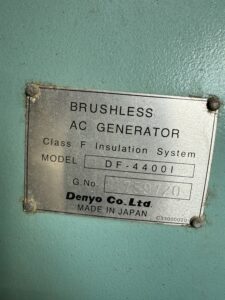 BRUSHLESS
AC GENERATOR
Class F Insulation System
MODEL DF-4400I
G.No.
Denyo Co.Ltd.
MADE IN JAPAN